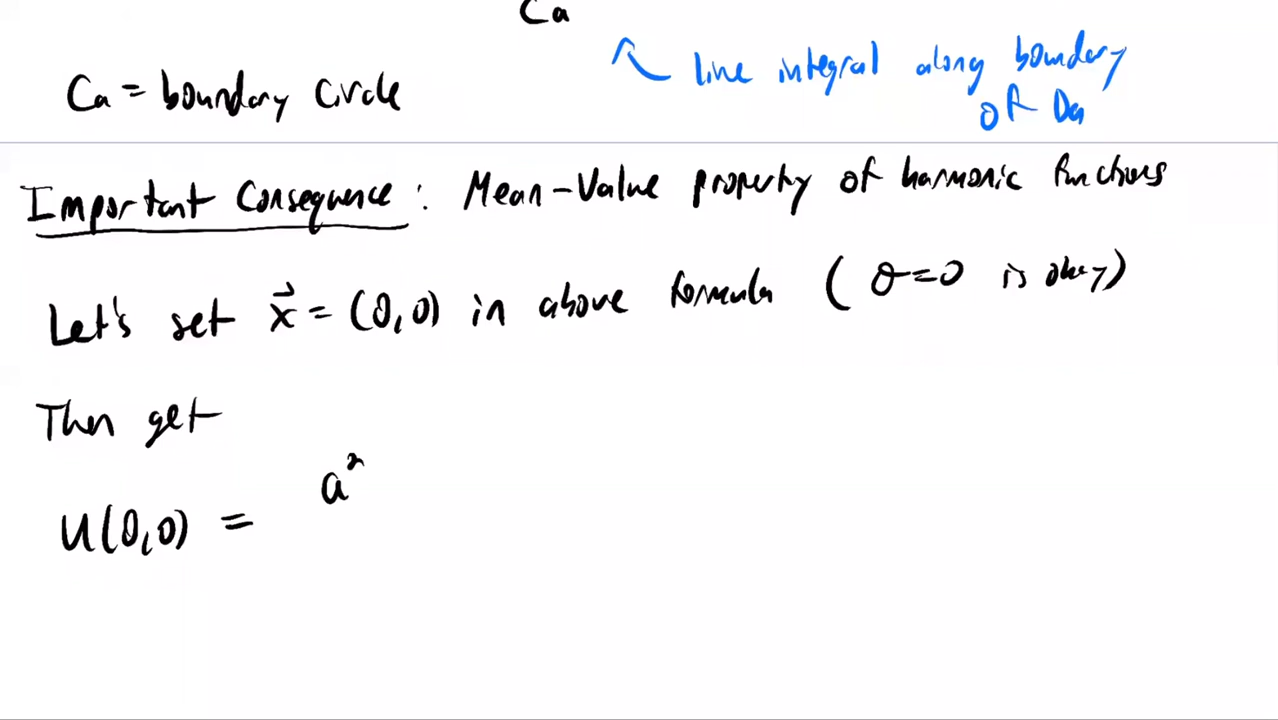 Ca
line integral along boundary
of Da
Ca = boundary circle
Important Consequence : Mean-Value property of harmonic functions
Let's set x⃗ = (0,0) in above formula ( θ=0 is okay)
Then get
u(0,0) = a²